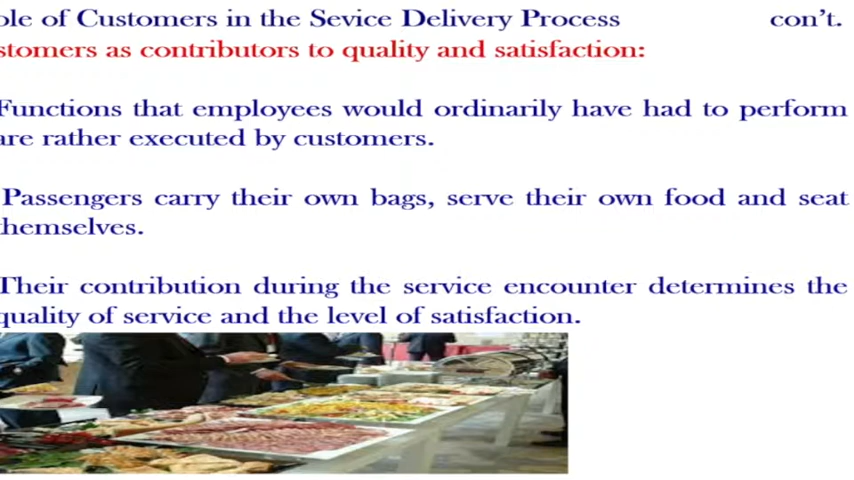 ole of Customers in the Sevice Delivery Process con't.
stomers as contributors to quality and satisfaction:
Functions that employees would ordinarily have had to perform
are rather executed by customers.
Passengers carry their own bags, serve their own food and seat
themselves.
Their contribution during the service encounter determines the
quality of service and the level of satisfaction.